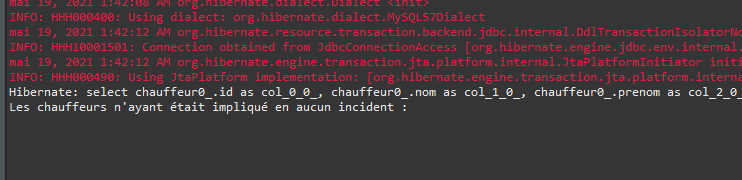 mai 19, 2021 1:42:08 AM org.hibernate.dialect.Dialect <init>
INFO: HHH000400: Using dialect: org.hibernate.dialect.MySQL57Dialect
mai 19, 2021 1:42:12 AM org.hibernate.resource.transaction.backend.jdbc.internal.DdlTransactionIsolatorNo
INFO: HHH10001501: Connection obtained from JdbcConnectionAccess [org.hibernate.engine.jdbc.env.internal.
mai 19, 2021 1:42:12 AM org.hibernate.engine.transaction.jta.platform.internal.JtaPlatformInitiator initi
INFO: HHH000490: Using JtaPlatform implementation: [org.hibernate.engine.transaction.jta.platform.interna
Hibernate: select chauffeur0_.id as col_0_0_, chauffeur0_.nom as col_1_0_, chauffeur0_.prenom as col_2_0_
Les chauffeurs n'ayant était impliqué en aucun incident :